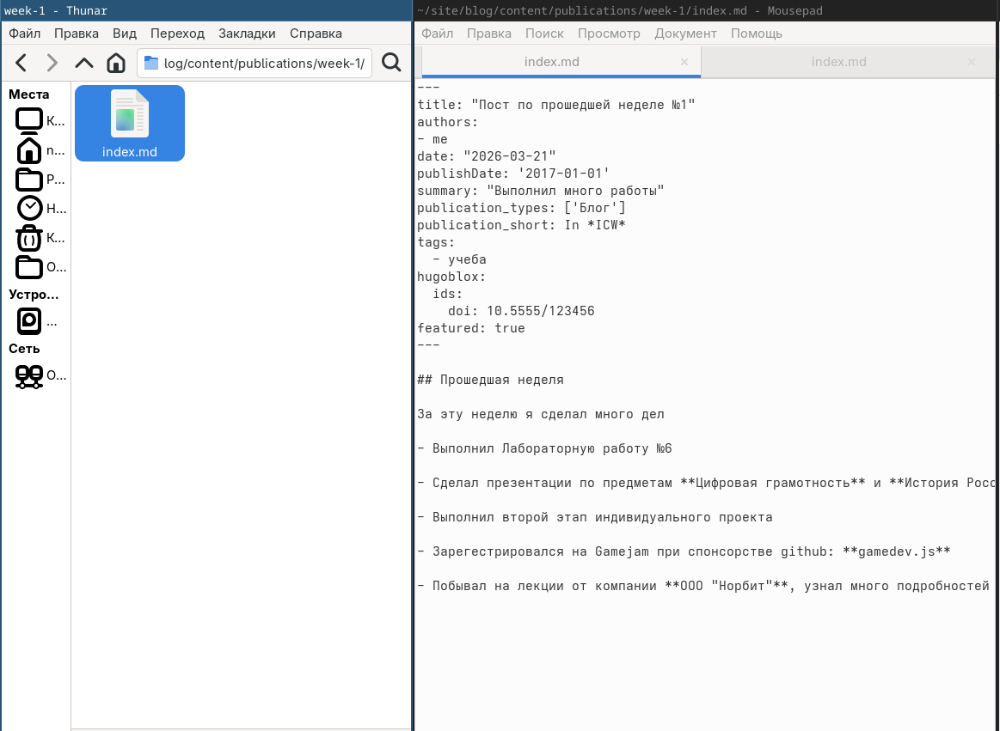 week-1 - Thunar
Файл Правка Вид Переход Закладки Справка
log/content/publications/week-1/
Места
К...
n...
Р...
Н...
К...
О...
Устро...
...
Сеть
О...
index.md
~/site/blog/content/publications/week-1/index.md - Mousepad
Файл Правка Поиск Просмотр Документ Помощь
index.md × index.md ×
---
title: "Пост по прошедшей неделе №1"
authors:
- me
date: "2026-03-21"
publishDate: '2017-01-01'
summary: "Выполнил много работы"
publication_types: ['Блог']
publication_short: In *ICW*
tags:
  - учеба
hugoblox:
  ids:
    doi: 10.5555/123456
featured: true
---
## Прошедшая неделя
За эту неделю я сделал много дел
- Выполнил Лабораторную работу №6
- Сделал презентации по предметам **Цифровая грамотность** и **История Росс
- Выполнил второй этап индивидуального проекта
- Зарегестрировался на Gamejam при спонсорстве github: **gamedev.js**
- Побывал на лекции от компании **ООО "Норбит"**, узнал много подробностей